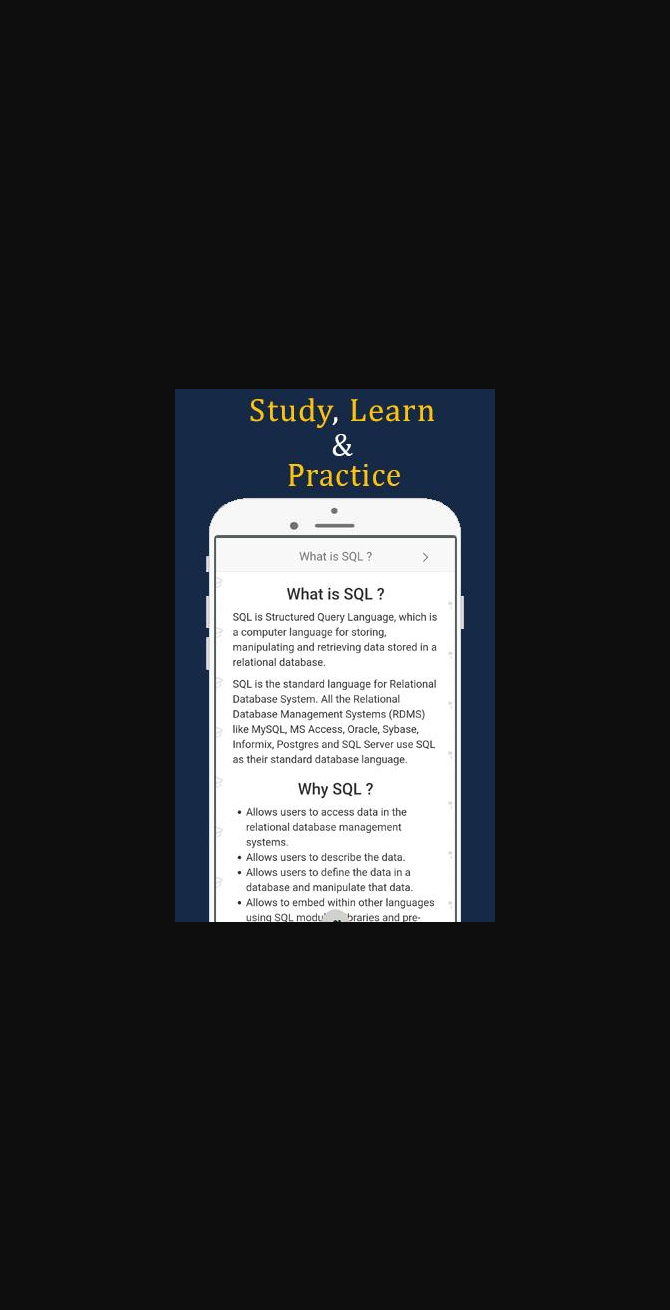 Study, Learn
&
Practice
What is SQL ?
What is SQL ?
SQL is Structured Query Language, which is
a computer language for storing,
manipulating and retrieving data stored in a
relational database.
SQL is the standard language for Relational
Database System. All the Relational
Database Management Systems (RDMS)
like MySQL, MS Access, Oracle, Sybase,
Informix, Postgres and SQL Server use SQL
as their standard database language.
Why SQL ?
• Allows users to access data in the
relational database management
systems.
• Allows users to describe the data.
• Allows users to define the data in a
database and manipulate that data.
• Allows to embed within other languages
using SQL and pre-